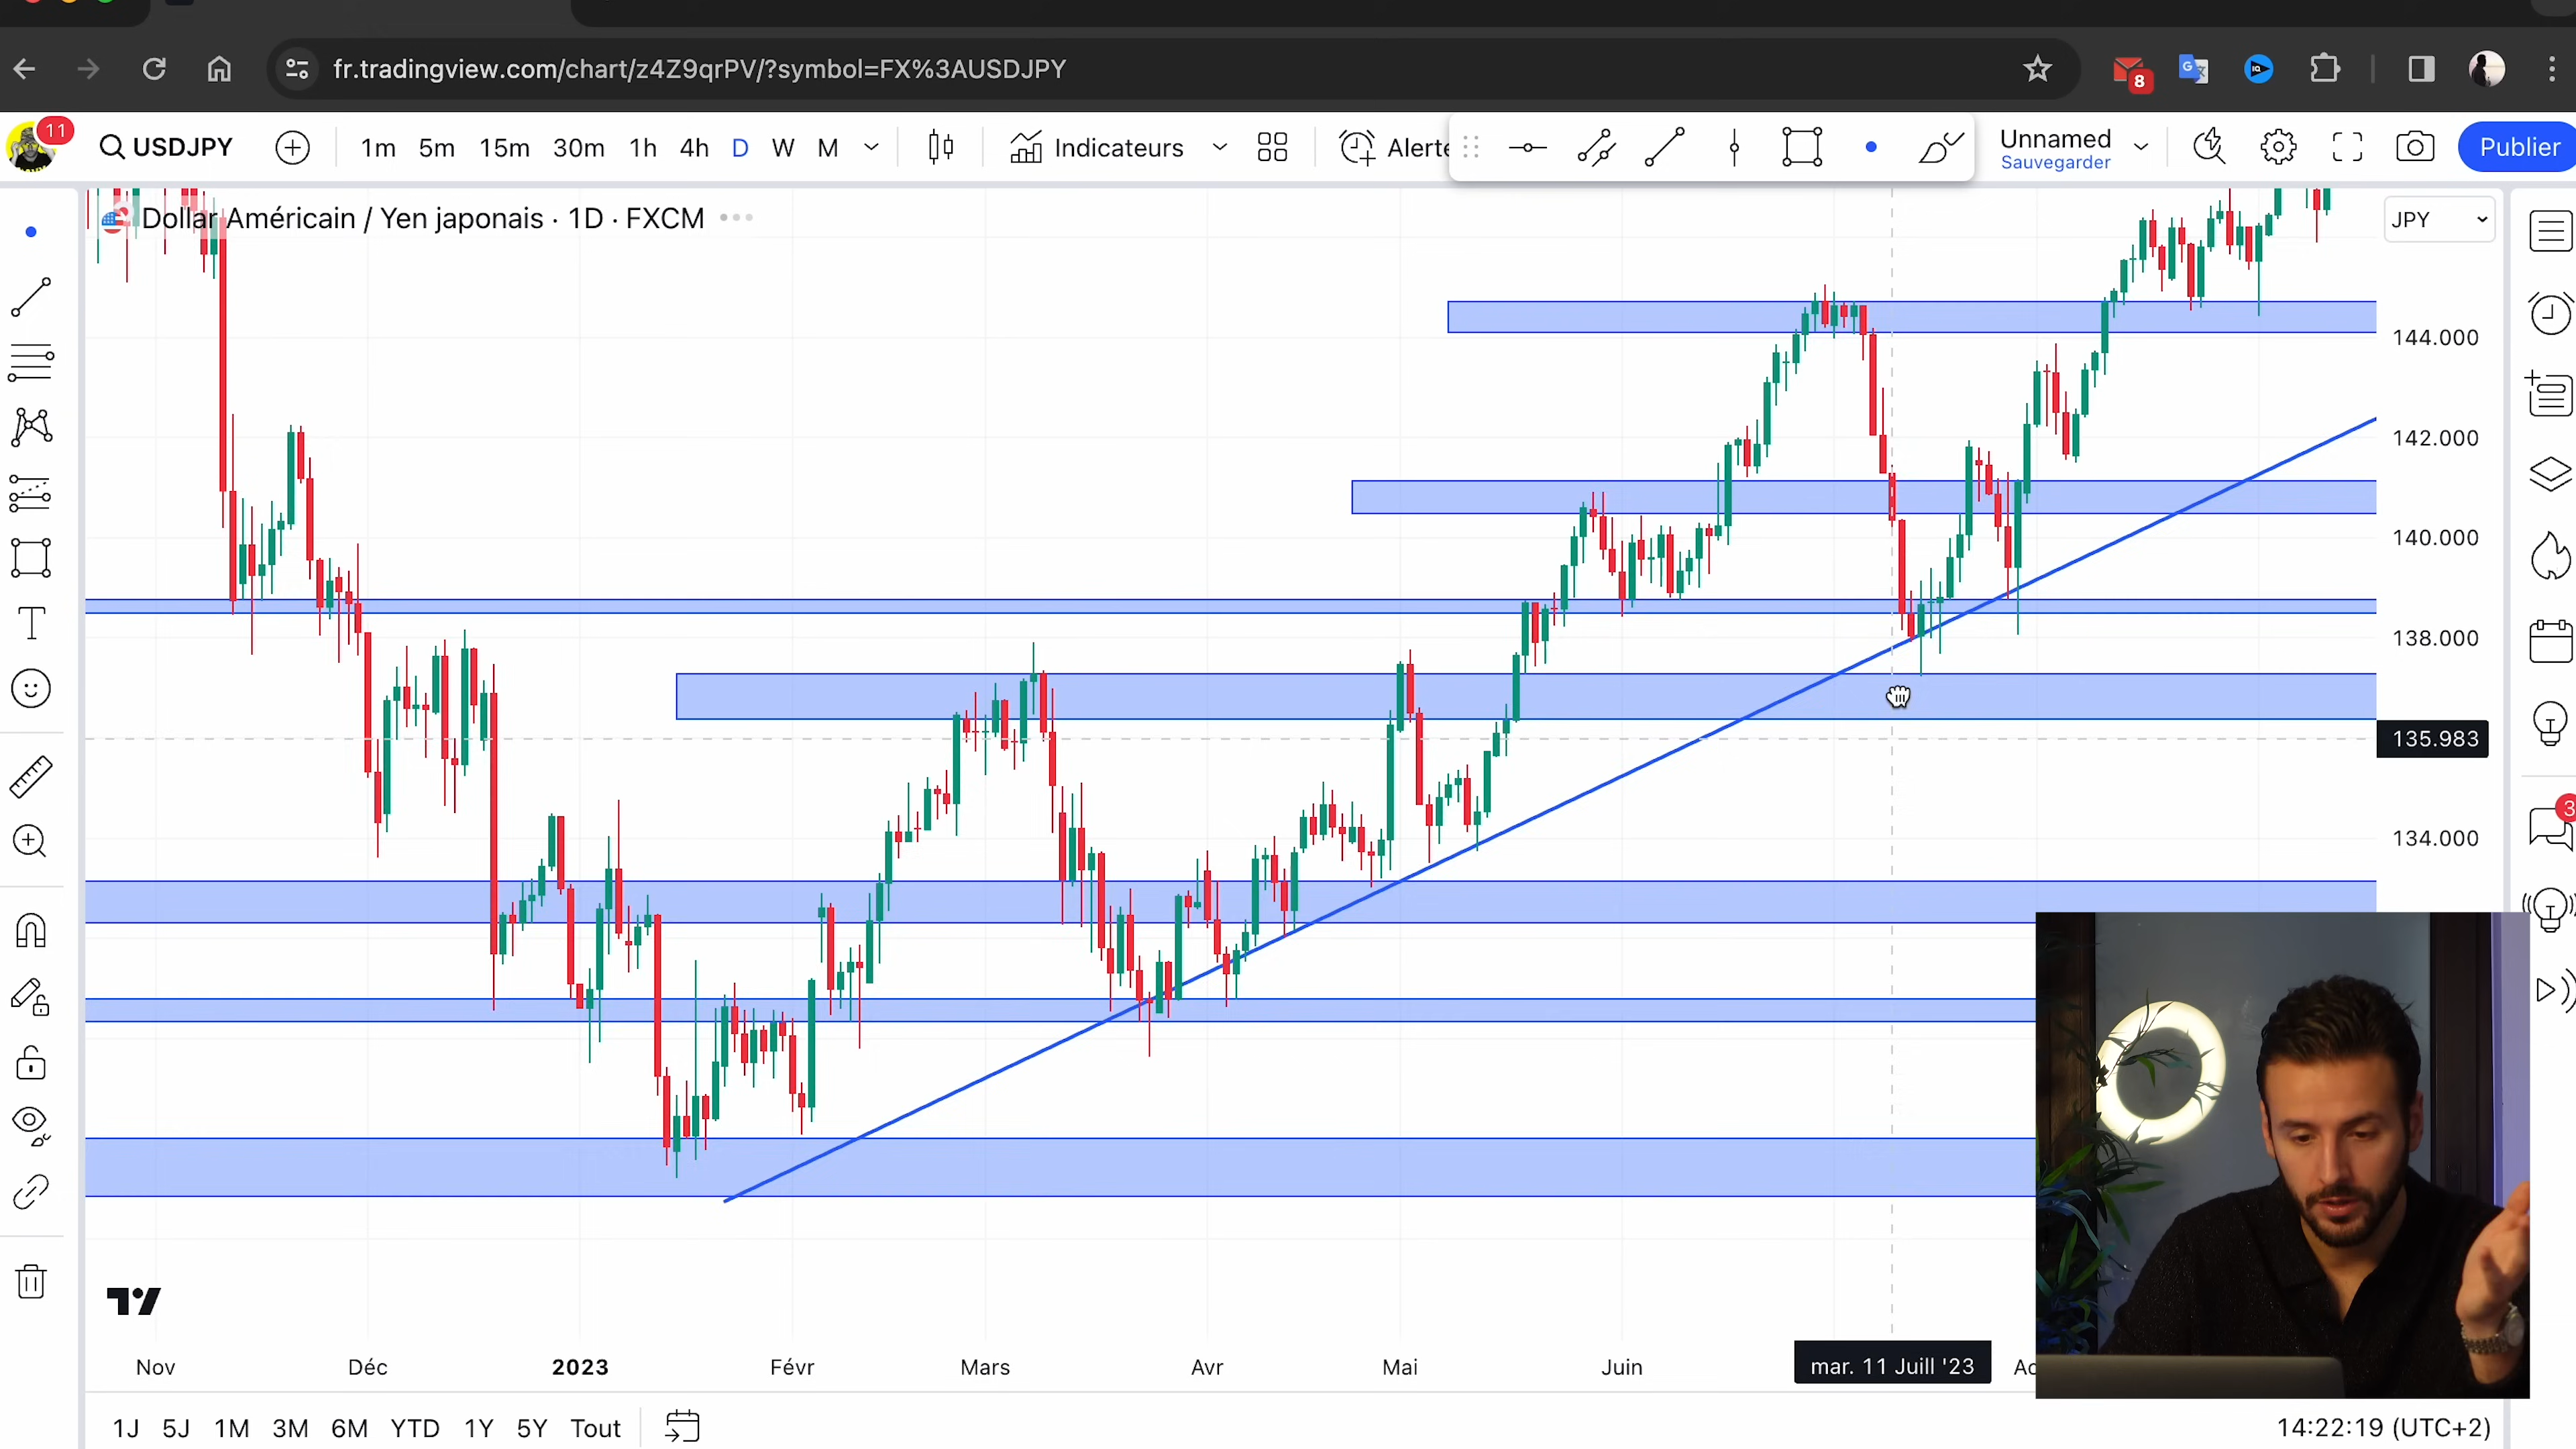 fr.tradingview.com/chart/z4Z9qrPV/?symbol=FX%3AUSDJPY
8
11
USDJPY
1m 5m 15m 30m 1h 4h D W M
Indicateurs
Alerte
Unnamed
Sauvegarder
Publier
Dollar Américain / Yen japonais · 1D · FXCM
JPY
144.000
142.000
140.000
138.000
135.983
134.000
3
Nov Déc 2023 Févr Mars Avr Mai Juin mar. 11 Juill '23
1J 5J 1M 3M 6M YTD 1Y 5Y Tout
14:22:19 (UTC+2)